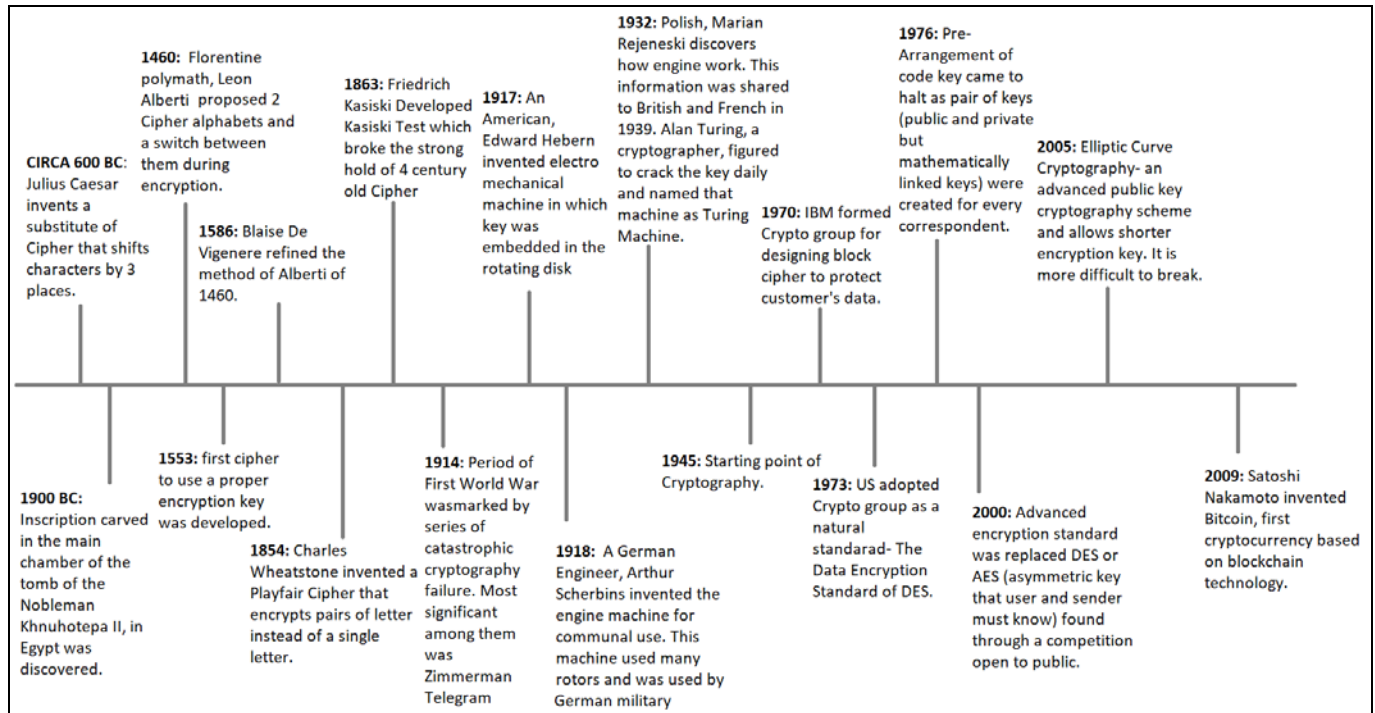 CIRCA 600 BC:
Julius Caesar
invents a
substitute of
Cipher that shifts
characters by 3
places.
1900 BC:
Inscription carved
in the main
chamber of the
tomb of the
Nobleman
Khnuhotepa II, in
Egypt was
discovered.
1460: Florentine
polymath, Leon
Alberti proposed 2
Cipher alphabets and
a switch between
them during
encryption.
1553: first cipher
to use a proper
encryption key
was developed.
1586: Blaise De
Vigenere refined the
method of Alberti of
1460.
1854: Charles
Wheatstone invented a
Playfair Cipher that
encrypts pairs of letter
instead of a single
letter.
1863: Friedrich
Kasiski Developed
Kasiski Test which
broke the strong
hold of 4 century
old Cipher
1914: Period of
First World War
wasmarked by
series of
catastrophic
cryptography
failure. Most
significant
among them
was
Zimmerman
Telegram
1917: An
American,
Edward Hebern
invented electro
mechanical
machine in which
key was
embedded in the
rotating disk
1918: A German
Engineer, Arthur
Scherbins invented the
engine machine for
communal use. This
machine used many
rotors and was used by
German military
1932: Polish, Marian
Rejeneski discovers
how engine work. This
information was shared
to British and French in
1939. Alan Turing, a
cryptographer, figured
to crack the key daily
and named that
machine as Turing
Machine.
1945: Starting point of
Cryptography.
1970: IBM formed
Crypto group for
designing block
cipher to protect
customer's data.
1973: US adopted
Crypto group as a
natural
standarad- The
Data Encryption
Standard of DES.
1976: Pre-
Arrangement of
code key came to
halt as pair of keys
(public and private
but
mathematically
linked keys) were
created for every
correspondent.
2000: Advanced
encryption standard
was replaced DES or
AES (asymmetric key
that user and sender
must know) found
through a competition
open to public.
2005: Elliptic Curve
Cryptography- an
advanced public key
cryptography scheme
and allows shorter
encryption key. It is
more difficult to break.
2009: Satoshi
Nakamoto invented
Bitcoin, first
cryptocurrency based
on blockchain
technology.